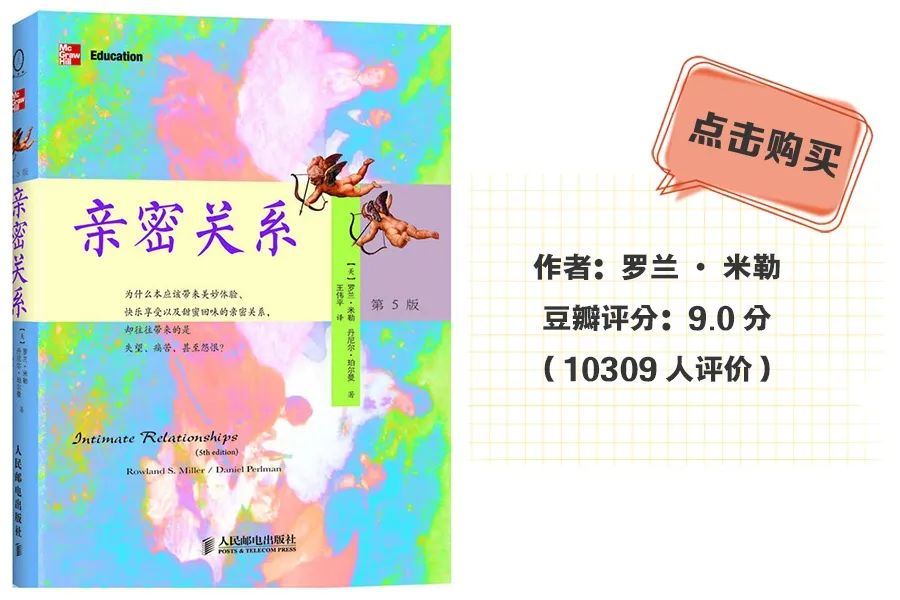 Mc
Graw
Hill
Education
第5版
亲密关系
[美] 罗兰·米勒
丹尼尔·珀尔曼 著
人民邮电出版社
亲密关系
为什么本应该带来美妙体验、
快乐享受以及甜蜜回味的亲密关系，
却往往带来的是
失望、痛苦、甚至怨恨？
【美】罗兰·米勒 丹尼尔·珀尔曼 著
王伟平 译
第5版
Intimate Relationships
(5th edition)
Rowland S. Miller / Daniel Perlman
人民邮电出版社
POSTS & TELECOM PRESS
点击购买
作者：罗兰 · 米勒
豆瓣评分：9.0 分
（10309 人评价）